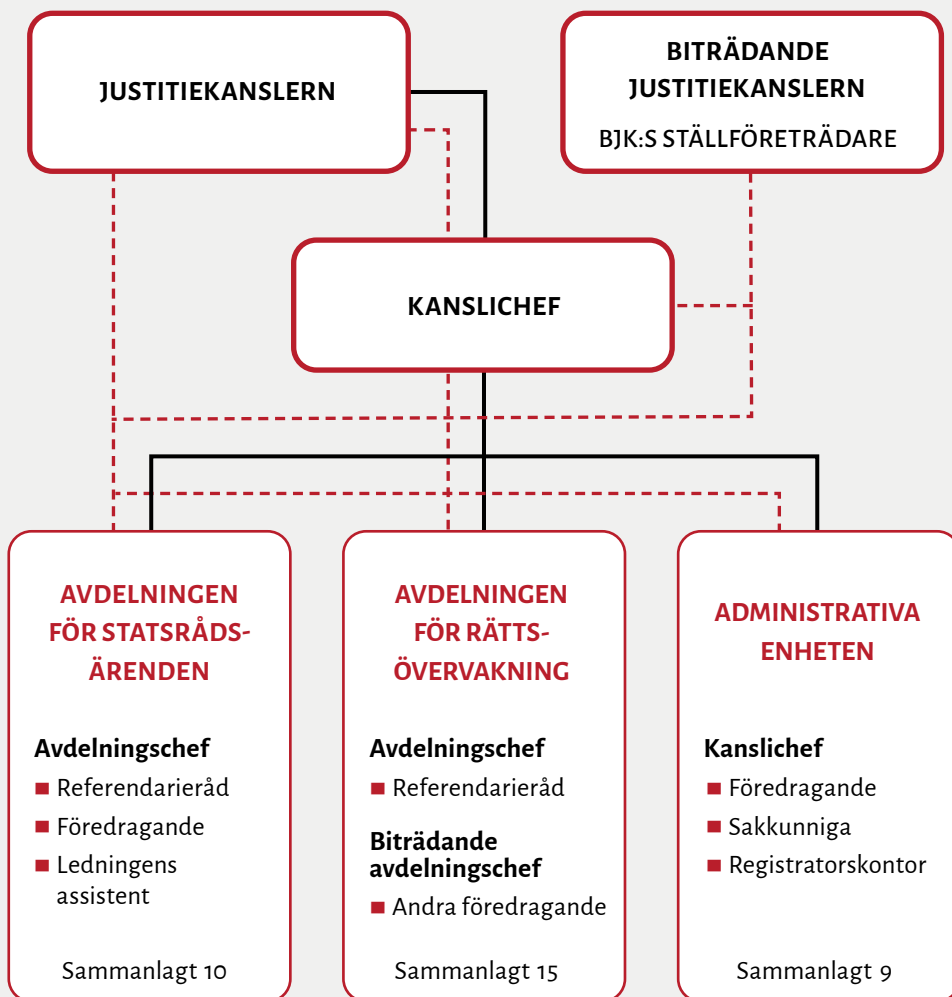 JUSTITIEKANSLERN
BITRÄDANDE
JUSTITIEKANSLERN
BJK:S STÄLLFÖRETRÄDARE
KANSLICHEF
AVDELNINGEN
FÖR STATSRÅDS-
ÄRENDEN
Avdelningschef
Referendarieråd
Föredragande
Ledningens
assistent
Sammanlagt 10
AVDELNINGEN
FÖR RÄTTS-
ÖVERVAKNING
Avdelningschef
Referendarieråd
Biträdande
avdelningschef
Andra föredragande
Sammanlagt 15
ADMINISTRATIVA
ENHETEN
Kanslichef
Föredragande
Sakkunniga
Registratorskontor
Sammanlagt 9